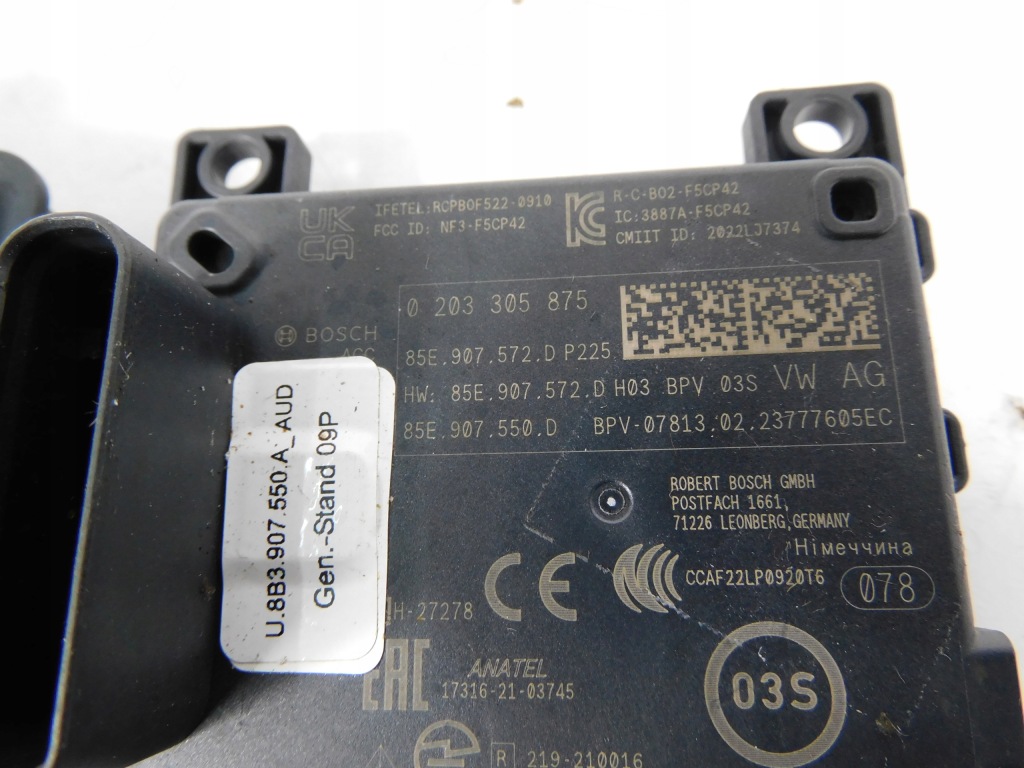 UK
CA
IFETEL:RCPBOF522-0910
FCC ID: NF3-F5CP42
R-C-BO2-F5CP42
IC:3887A-F5CP42
CMIIT ID: 2022LJ7374
BOSCH
0 203 305 875
85E.907.572.D P225
HW: 85E.907.572.D H03 BPV 03S VW AG
85E.907.550.D BPV-07813.02.23777605EC
U.8B3.907.550.A_AUD
Gen.-Stand 09P
ROBERT BOSCH GMBH
POSTFACH 1661,
71226 LEONBERG,GERMANY
Німеччина
CE
CCAF22LP0920T6
078
H-27278
EAC
ANATEL
17316-21-03745
03S
R 219-210016